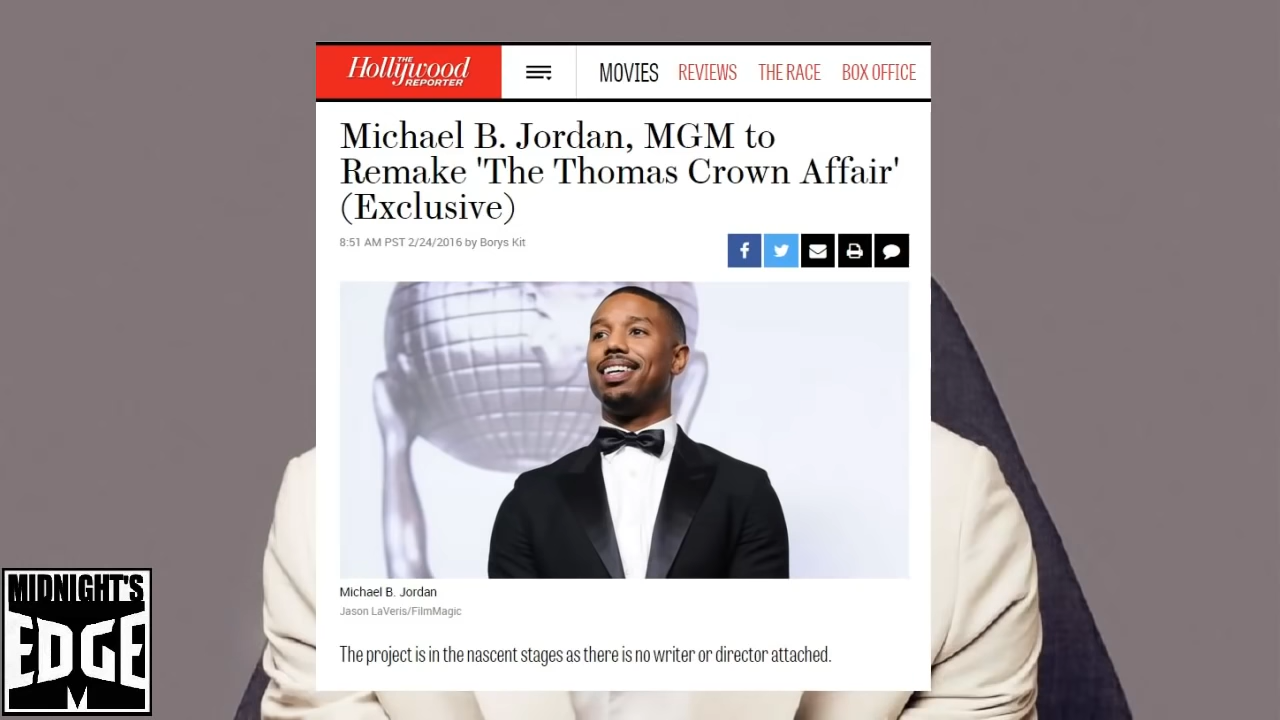 THE
Hollywood
REPORTER
MOVIES REVIEWS THE RACE BOX OFFICE
Michael B. Jordan, MGM to
Remake 'The Thomas Crown Affair'
(Exclusive)
8:51 AM PST 2/24/2016 by Borys Kit
Michael B. Jordan
Jason LaVeris/FilmMagic
The project is in the nascent stages as there is no writer or director attached.
MIDNIGHT'S
EDGE
M